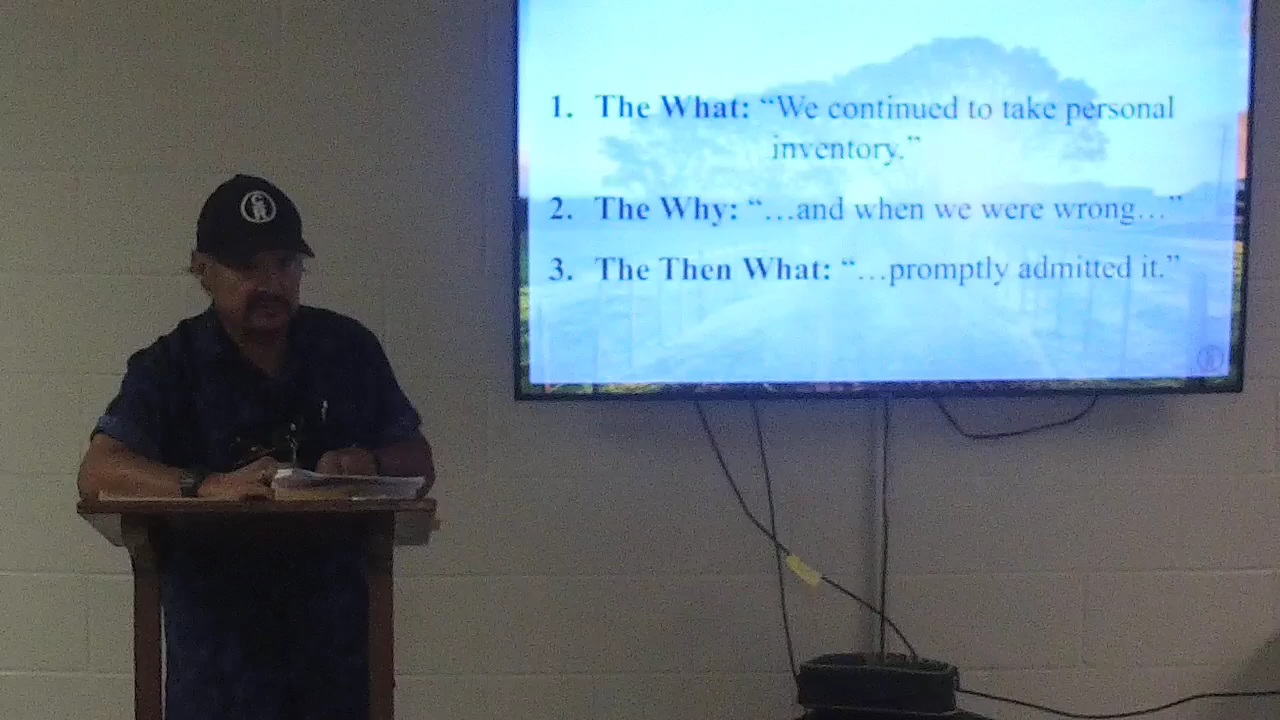 1. The What: “We continued to take personal
inventory.”
2. The Why: “…and when we were wrong…”
3. The Then What: “…promptly admitted it.”